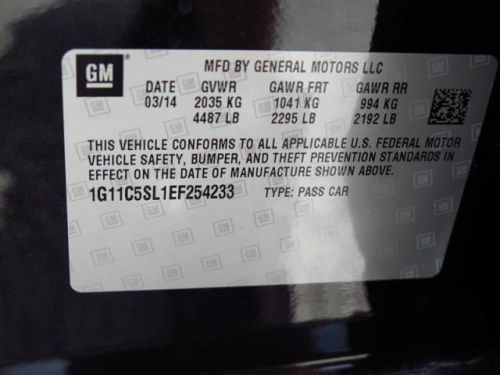 GM
MFD BY GENERAL MOTORS LLC
DATE GVWR GAWR FRT GAWR RR
03/14 2035 KG 1041 KG 994 KG
4487 LB 2295 LB 2192 LB
THIS VEHICLE CONFORMS TO ALL APPLICABLE U.S. FEDERAL MOTOR
VEHICLE SAFETY, BUMPER, AND THEFT PREVENTION STANDARDS IN
EFFECT ON THE DATE OF MANUFACTURE SHOWN ABOVE.
1G11C5SL1EF254233 TYPE: PASS CAR